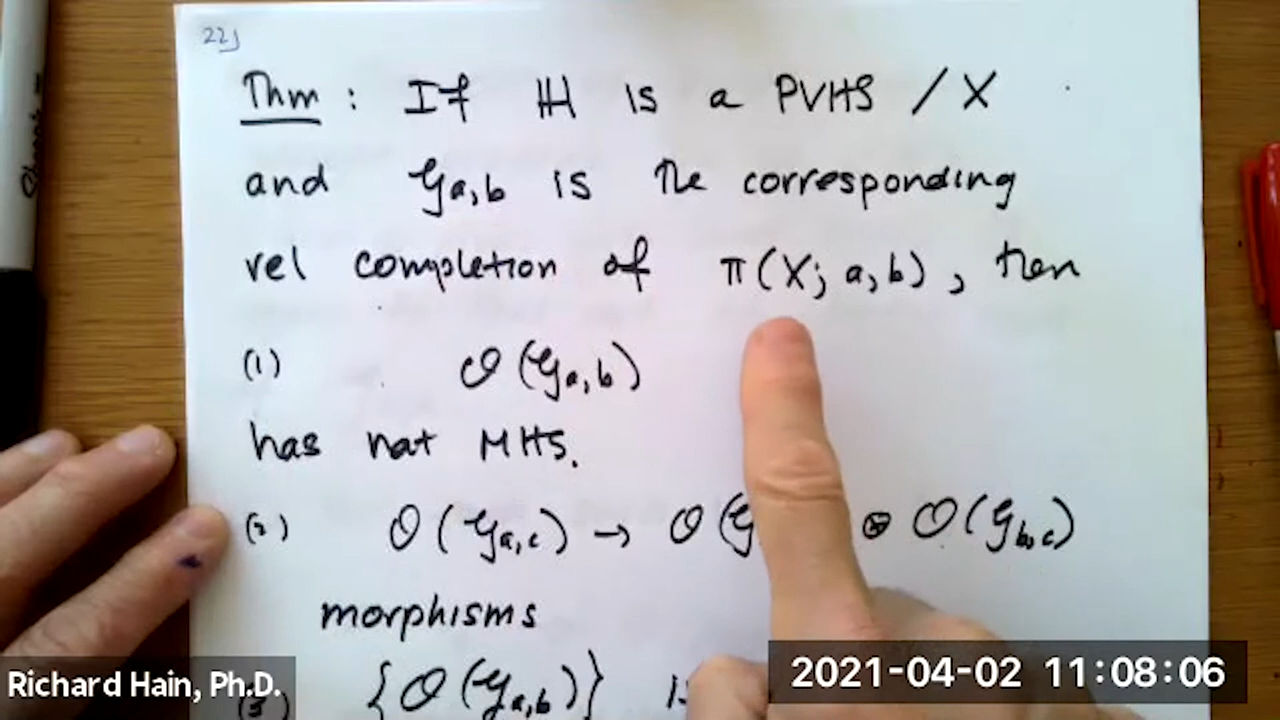 22j
Thm : If ℍ is a PVHS / X
and 𝒢a,b is the corresponding
rel completion of π(X; a,b), then
(1) 𝒪(𝒢a,b)
has nat MHS.
(2) 𝒪(𝒢a,c) → 𝒪(𝒢 ⊗ 𝒪(𝒢b,c)
morphisms
(3) {𝒪(𝒢a,b)}
Richard Hain, Ph.D.
2021-04-02 11:08:06